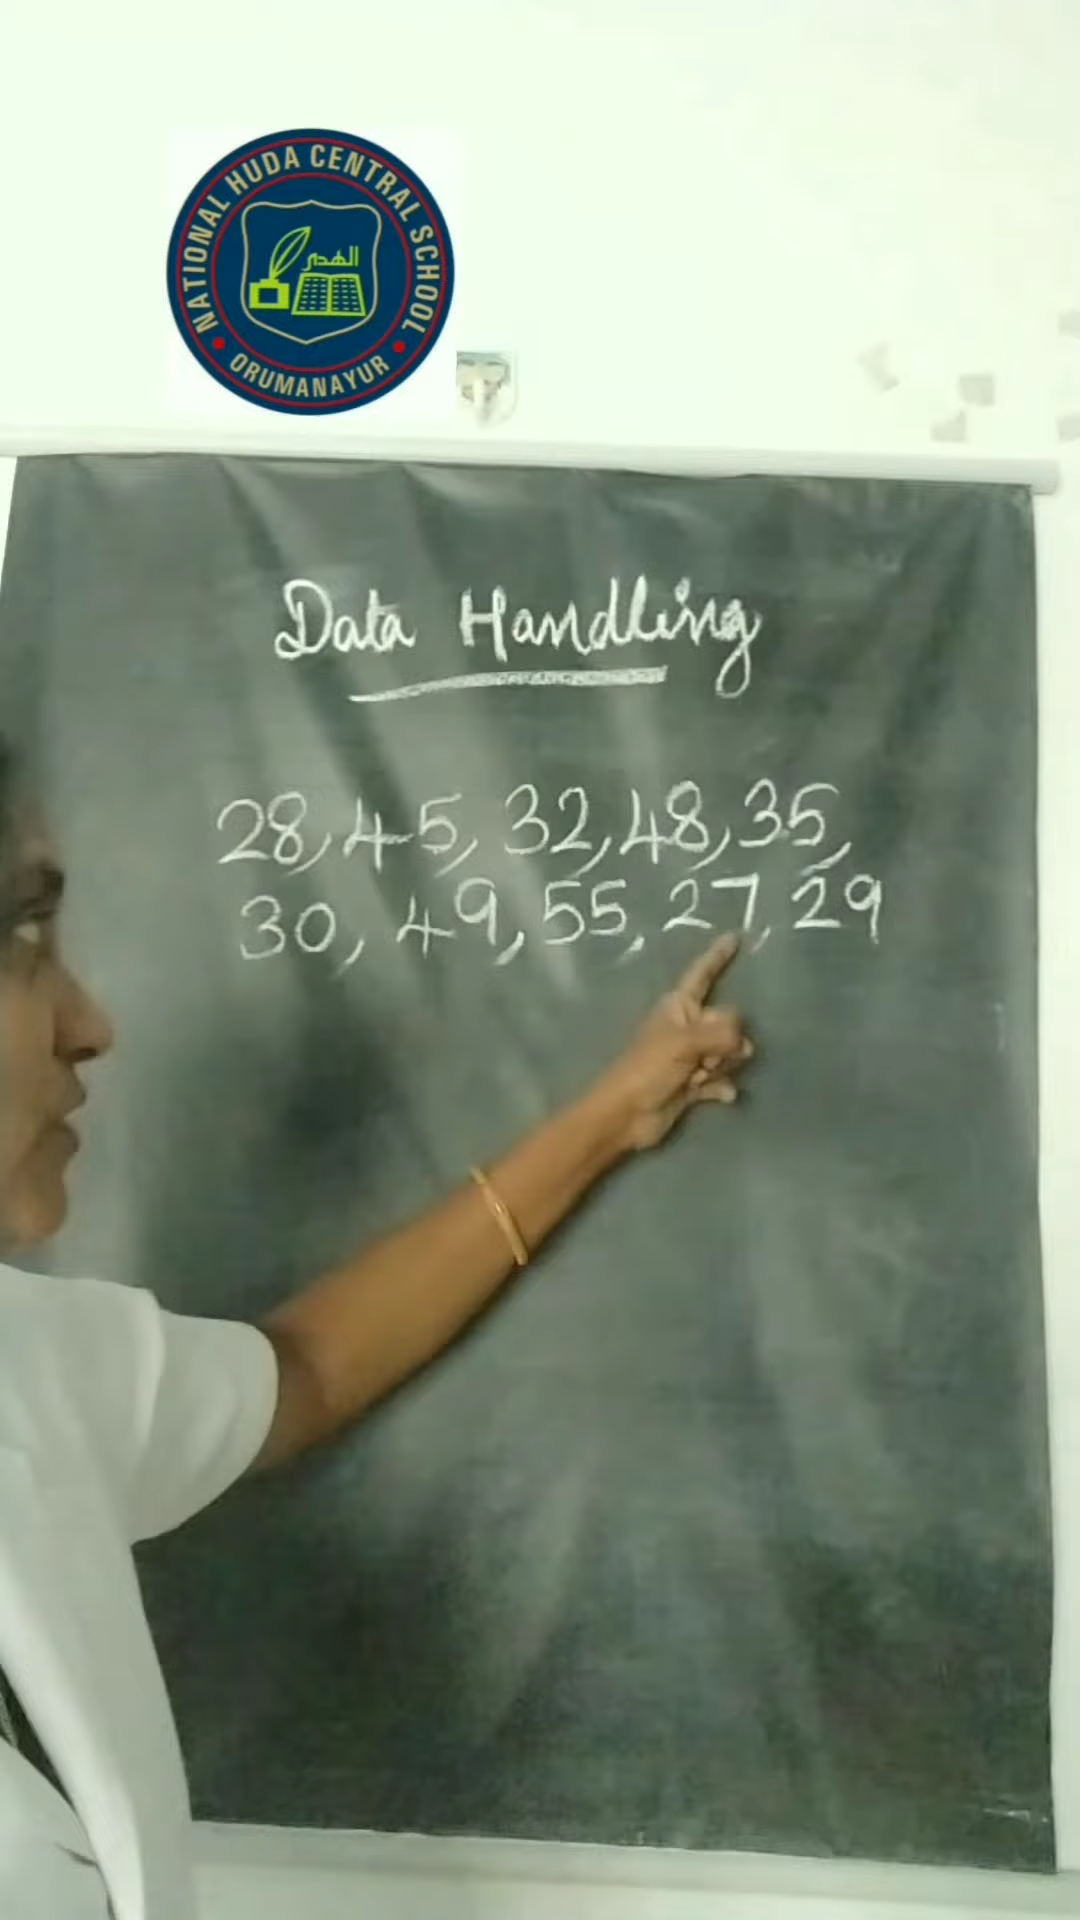 NATIONAL HUDA CENTRAL SCHOOL
الهدى
ORUMANAYUR
Data Handling
28, 45, 32, 48, 35,
30, 49, 55, 27, 29